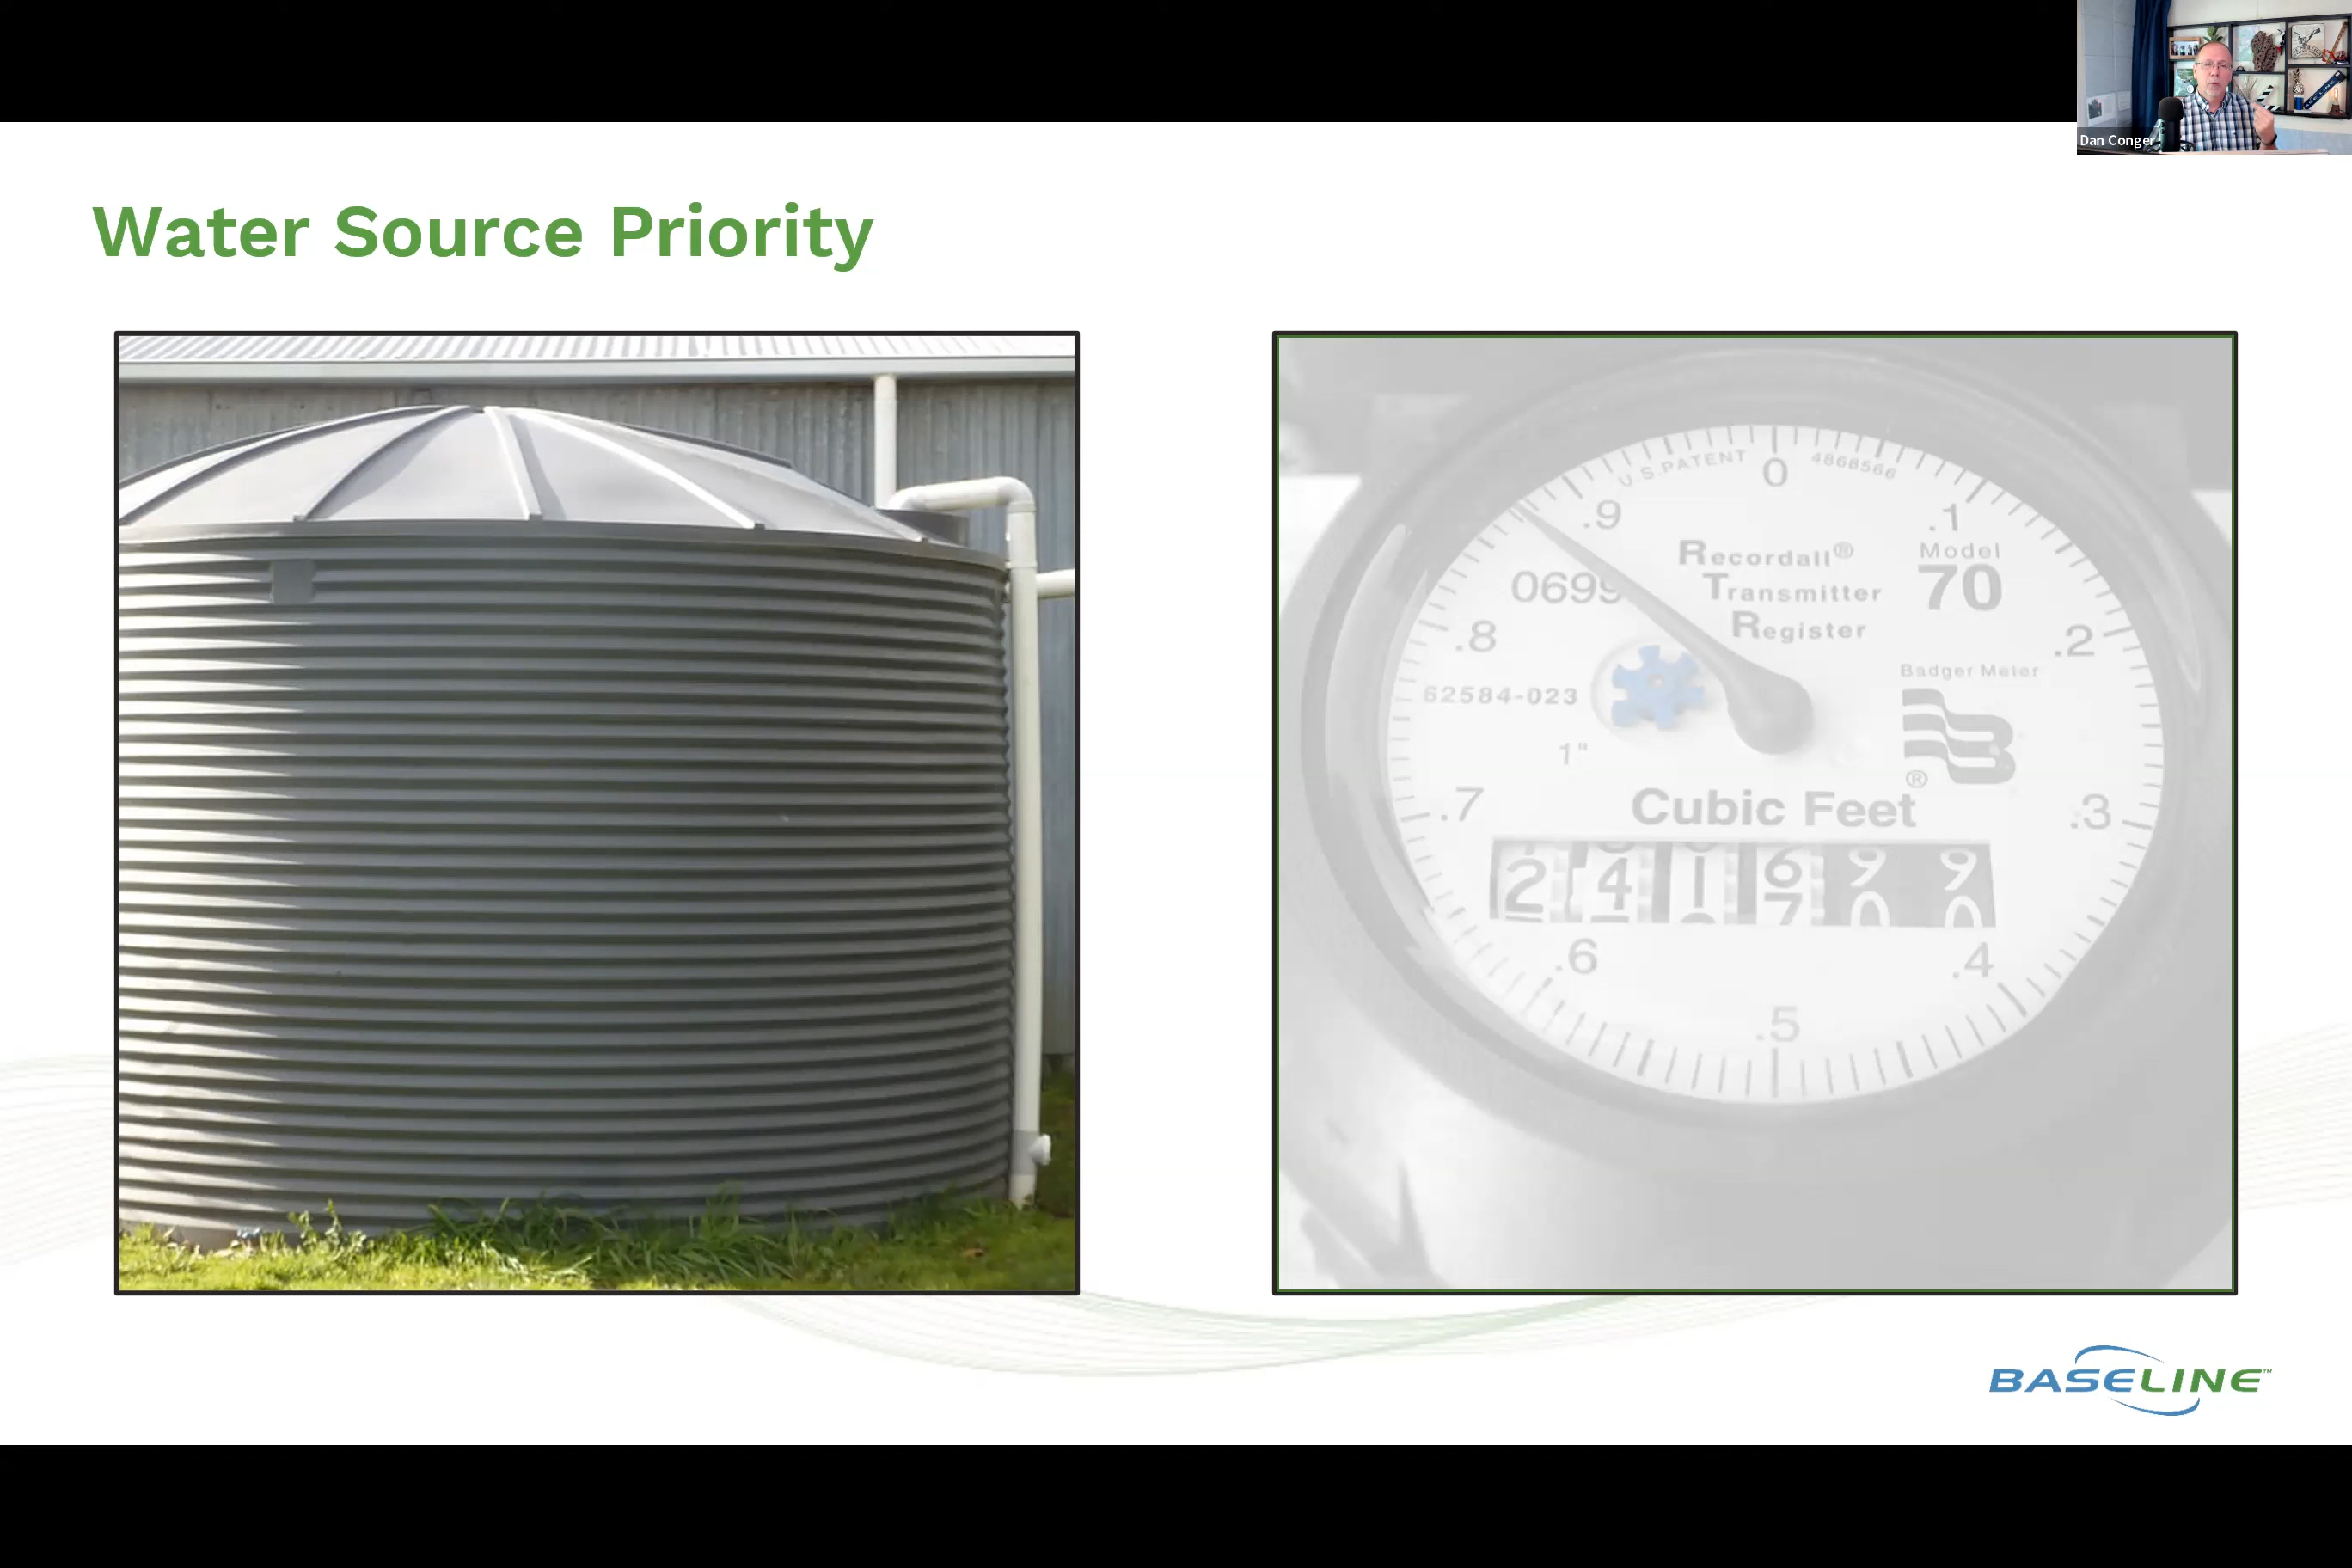 Dan Conger
Water Source Priority
U.S.PATENT 0 4868566
.9 .1
Recordall® Model
Transmitter 70
0699
Register
.8 .2
Badger Meter
62584-023
1"
®
.7 Cubic Feet .3
2 4 1 6 9 9
7 0 0
.6 .4
.5
BASELINE™